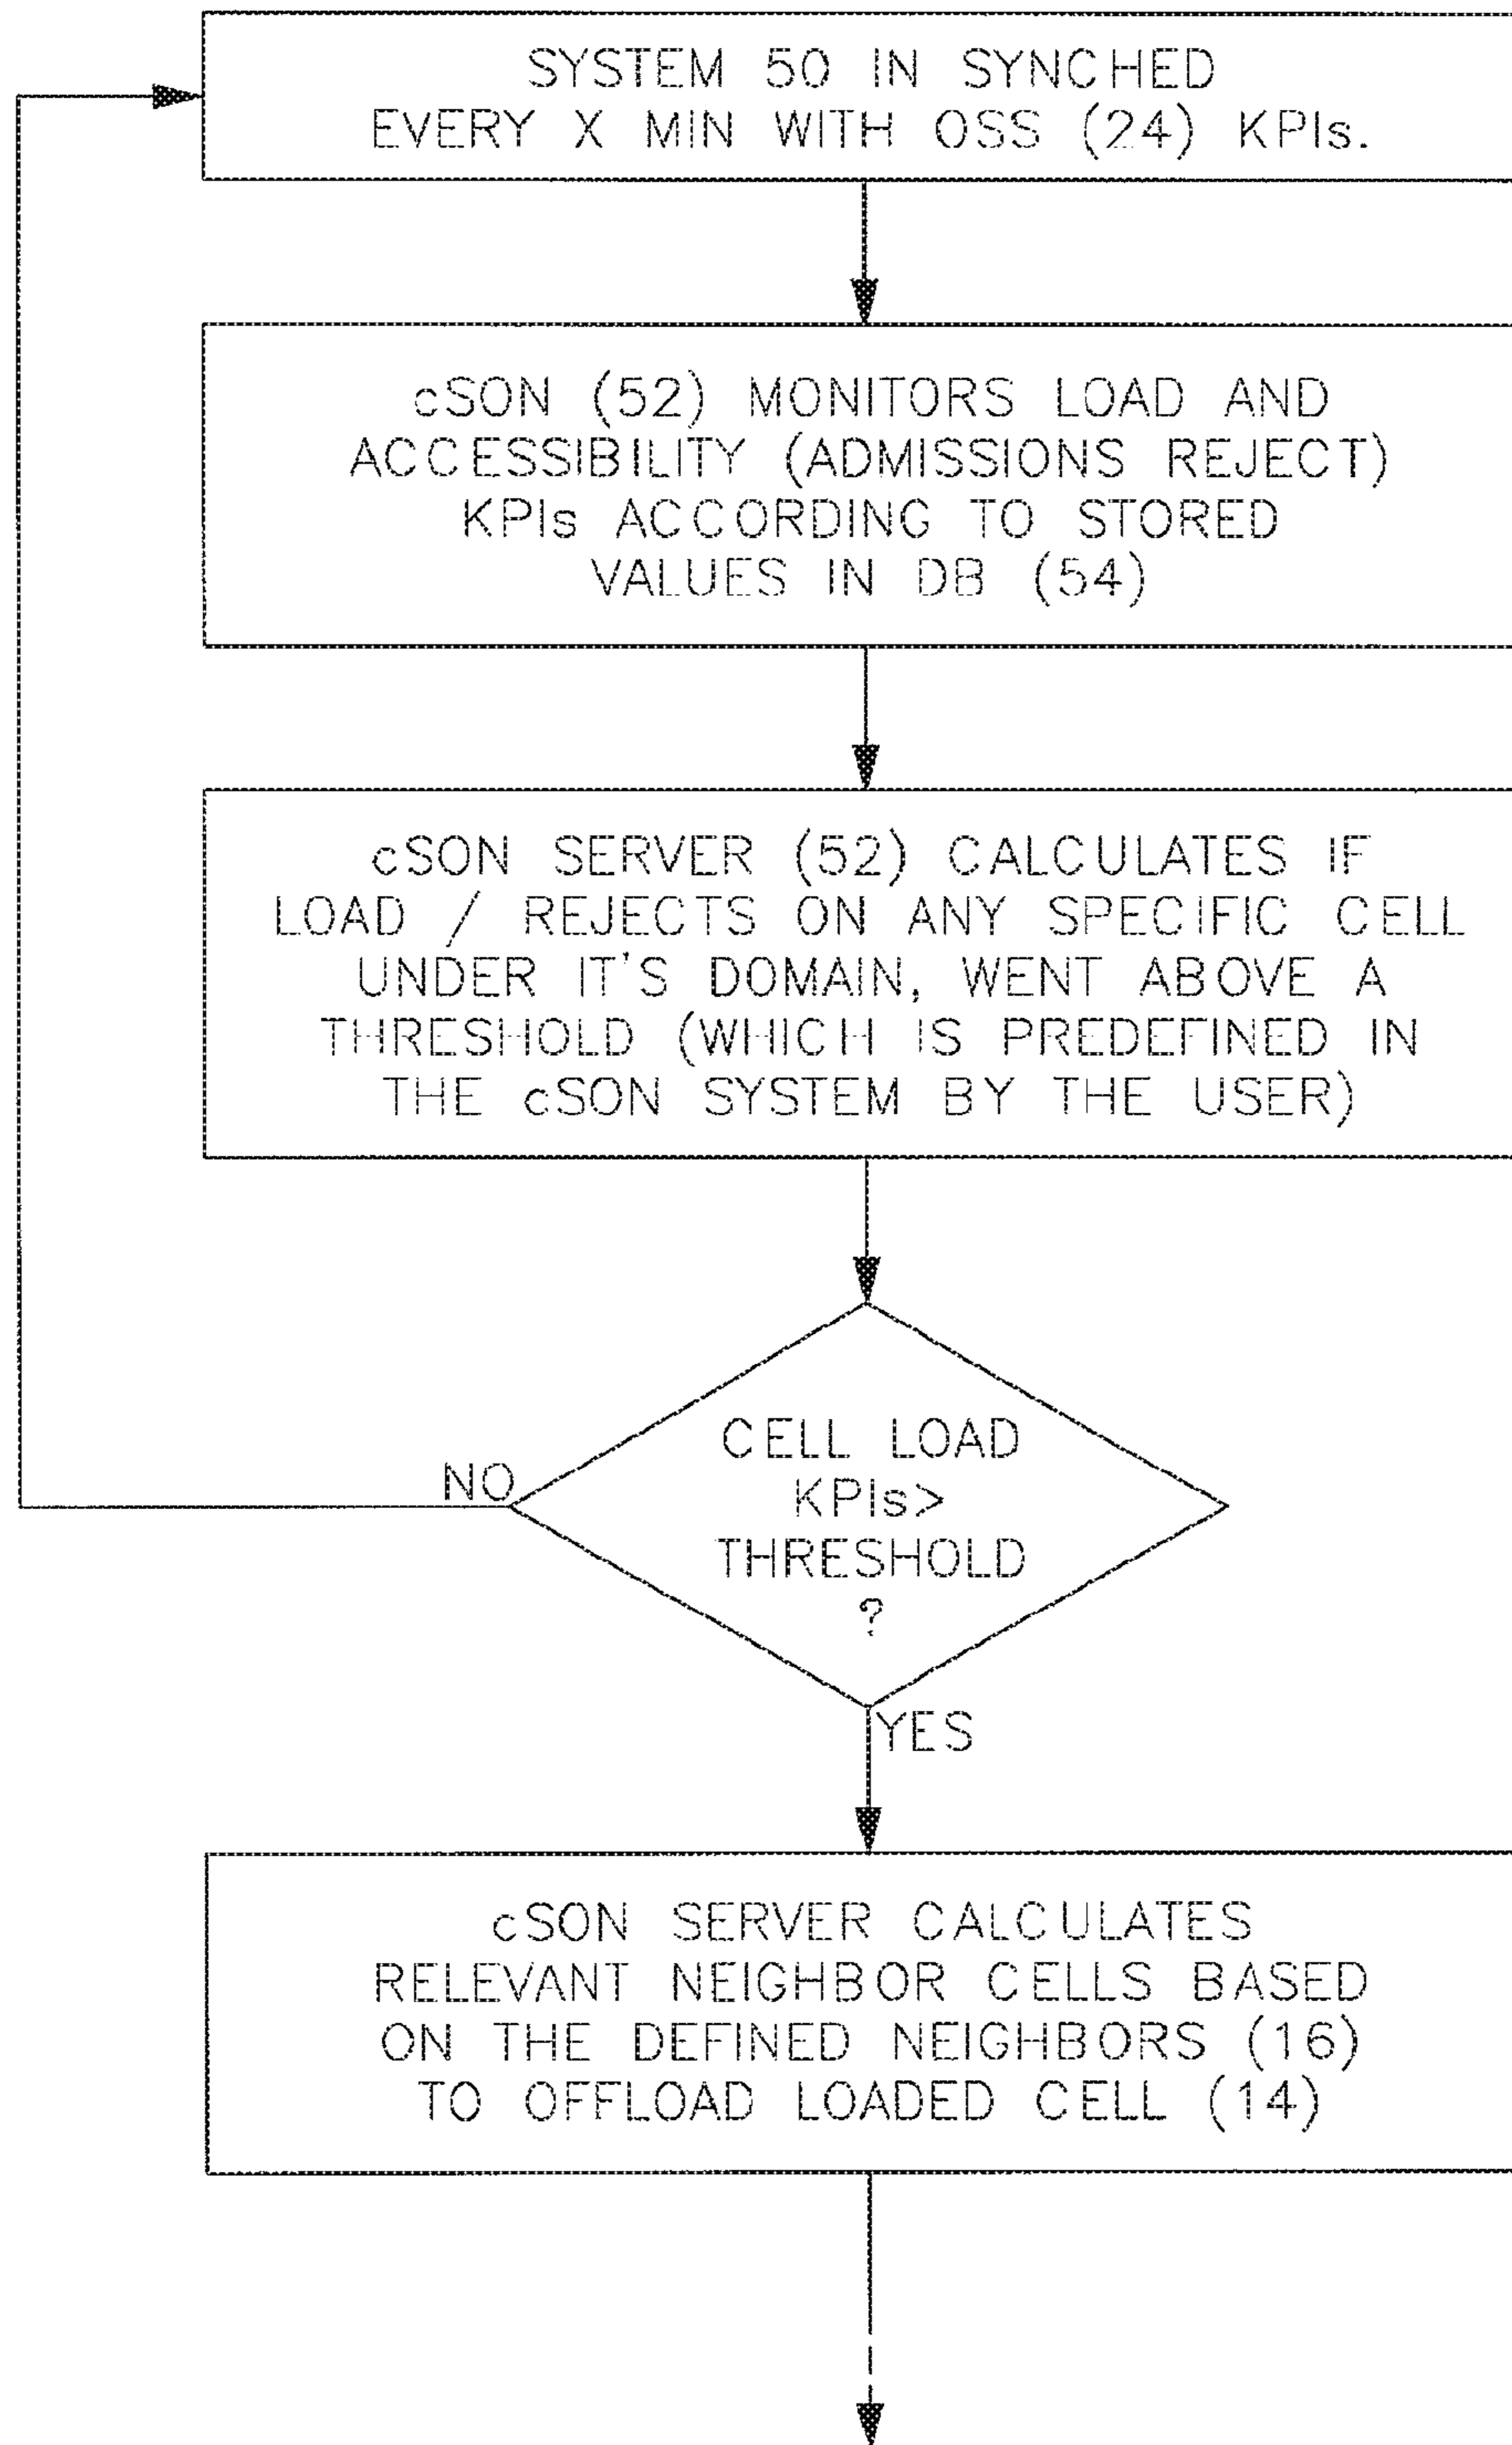 SYSTEM 50 IN SYNCHED
EVERY X MIN WITH OSS (24) KPIs.
cSON (52) MONITORS LOAD AND
ACCESSIBILITY (ADMISSIONS REJECT)
KPIs ACCORDING TO STORED
VALUES IN DB (54)
cSON SERVER (52) CALCULATES IF
LOAD / REJECTS ON ANY SPECIFIC CELL
UNDER IT'S DOMAIN, WENT ABOVE A
THRESHOLD (WHICH IS PREDEFINED IN
THE cSON SYSTEM BY THE USER)
CELL LOAD
KPIs>
THRESHOLD
?
NO
YES
cSON SERVER CALCULATES
RELEVANT NEIGHBOR CELLS BASED
ON THE DEFINED NEIGHBORS (16)
TO OFFLOAD LOADED CELL (14)